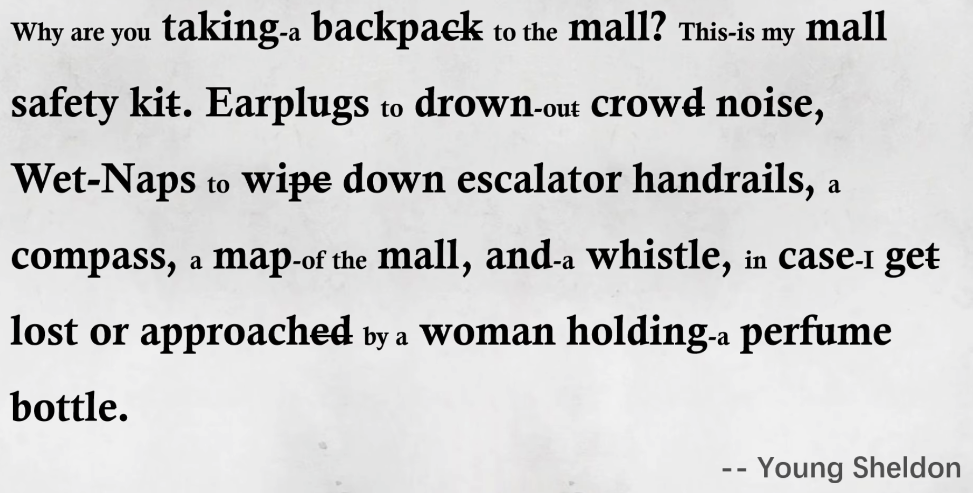 Why are you taking-a backpack to the mall? This-is my mall
safety kit. Earplugs to drown-out crowd noise,
Wet-Naps to wipe down escalator handrails, a
compass, a map-of the mall, and-a whistle, in case-I get
lost or approached by a woman holding-a perfume
bottle.
-- Young Sheldon